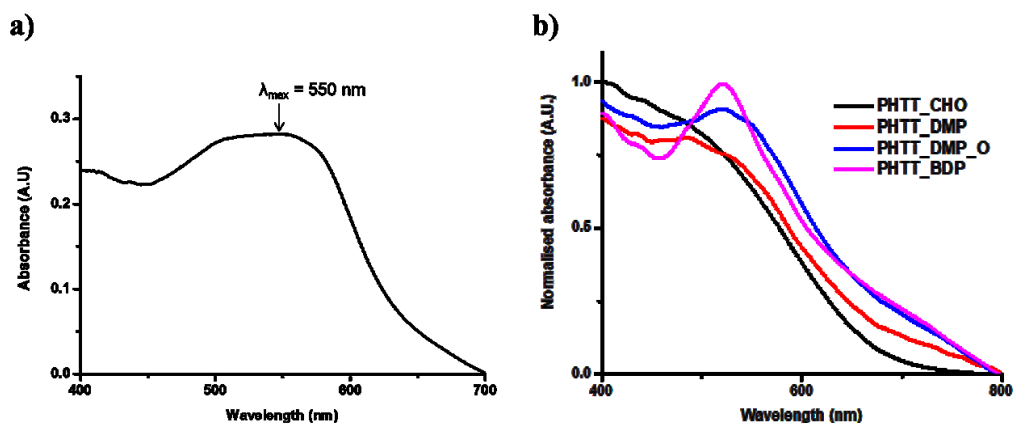 a)
λmax = 550 nm
Absorbance (A.U)
0.3
0.2
0.1
0.0
400 500 600 700
Wavelength (nm)
b)
PHTT_CHO
PHTT_DMP
PHTT_DMP_O
PHTT_BDP
Normalised absorbance (A.U.)
1.0
0.5
0.0
400 600 800
Wavelength (nm)